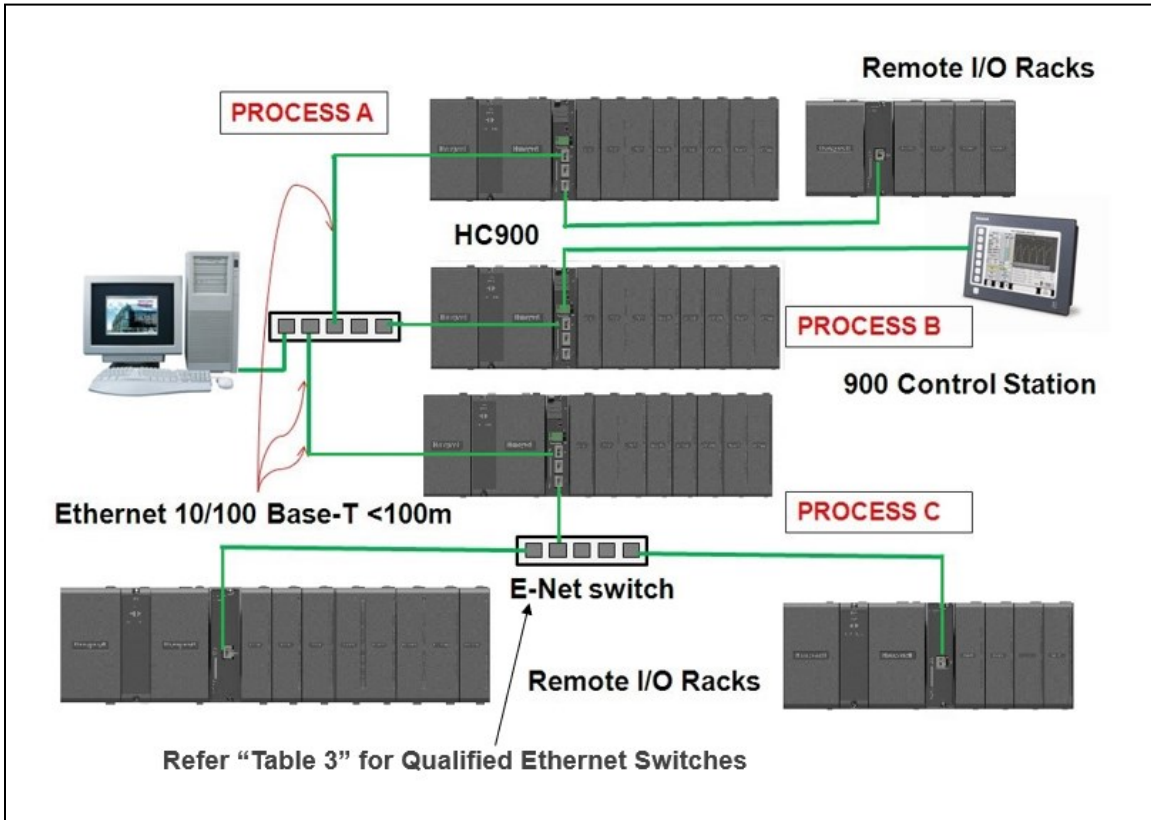 Remote I/O Racks
PROCESS A
HC900
PROCESS B
900 Control Station
Ethernet 10/100 Base-T <100m
PROCESS C
E-Net switch
Remote I/O Racks
Refer “Table 3” for Qualified Ethernet Switches